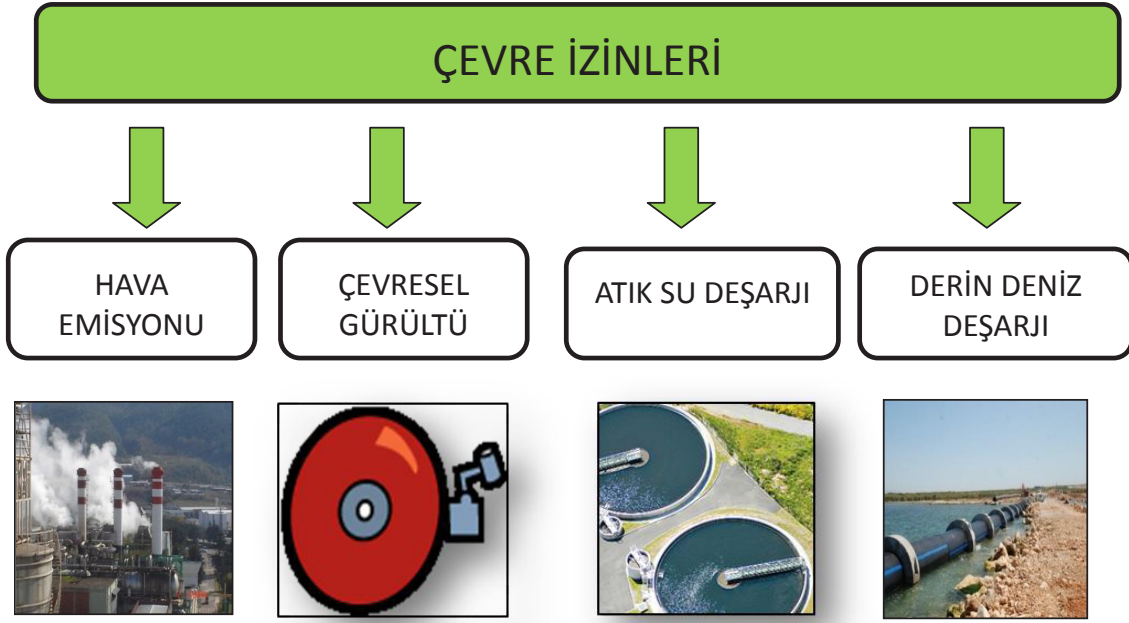 ÇEVRE İZİNLERİ
HAVA
EMİSYONU
ÇEVRESEL
GÜRÜLTÜ
ATIK SU DEŞARJI
DERİN DENİZ
DEŞARJI